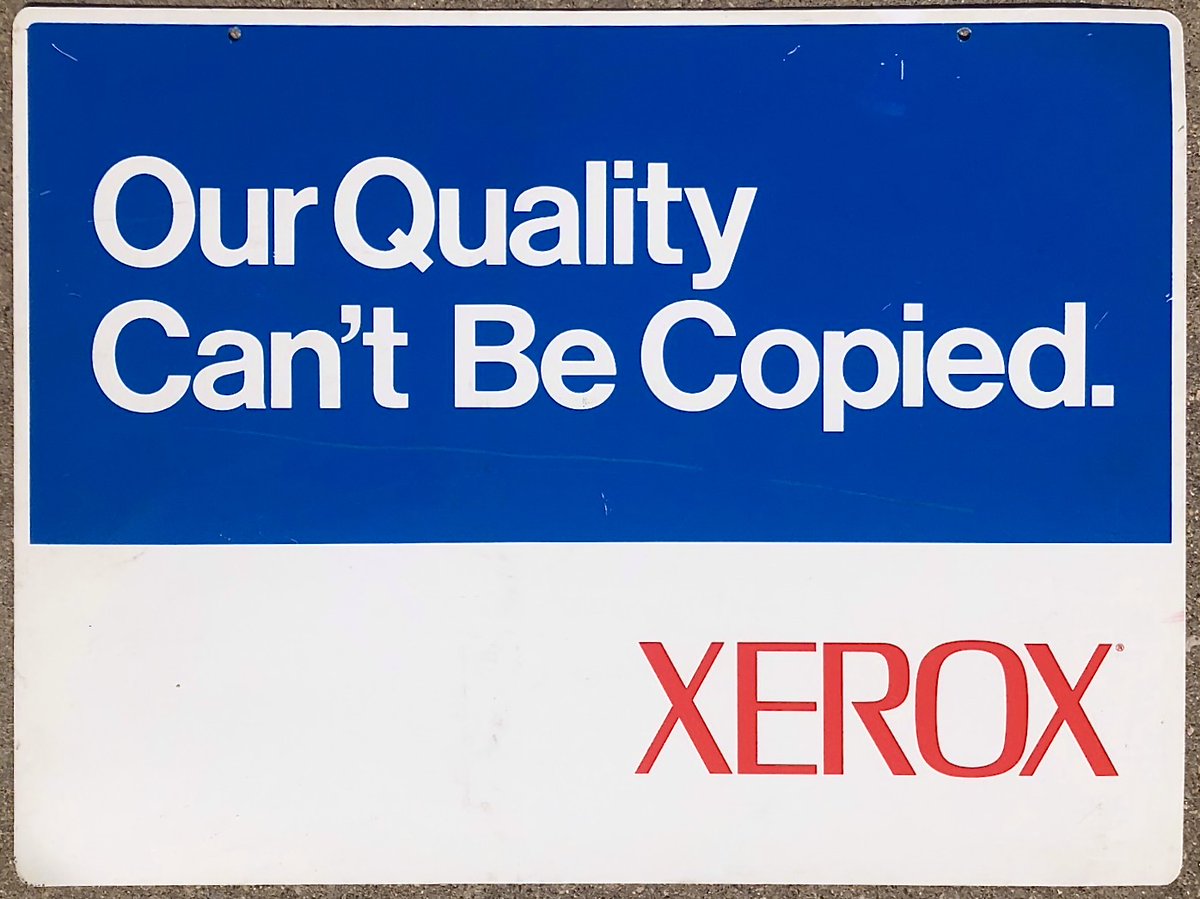 Our Quality
Can't Be Copied.
XEROX®